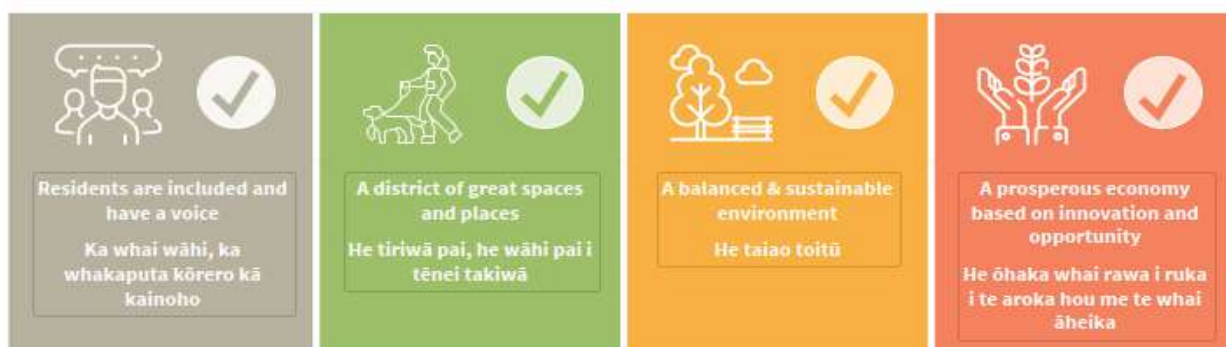 Residents are included and
have a voice
Ka whai wāhi, ka
whakaputa kōrero kā
kainoho
A district of great spaces
and places
He tiriwā pai, he wāhi pai i
tēnei takiwā
A balanced & sustainable
environment
He taiao toitū
A prosperous economy
based on innovation and
opportunity
He ōhaka whai rawa i ruka
i te aroka hou me te whai
āheika